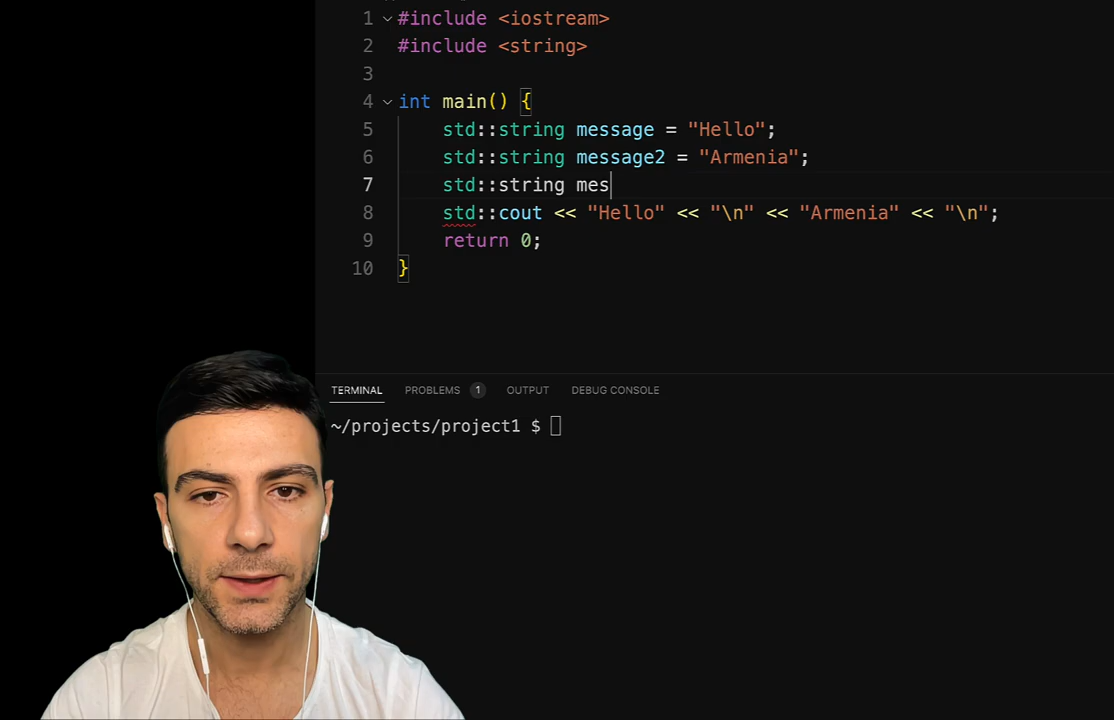 1 #include <iostream>
2 #include <string>
3
4 int main() {
5 std::string message = "Hello";
6 std::string message2 = "Armenia";
7 std::string mes
8 std::cout << "Hello" << "\n" << "Armenia" << "\n";
9 return 0;
10 }
TERMINAL PROBLEMS 1 OUTPUT DEBUG CONSOLE
~/projects/project1 $